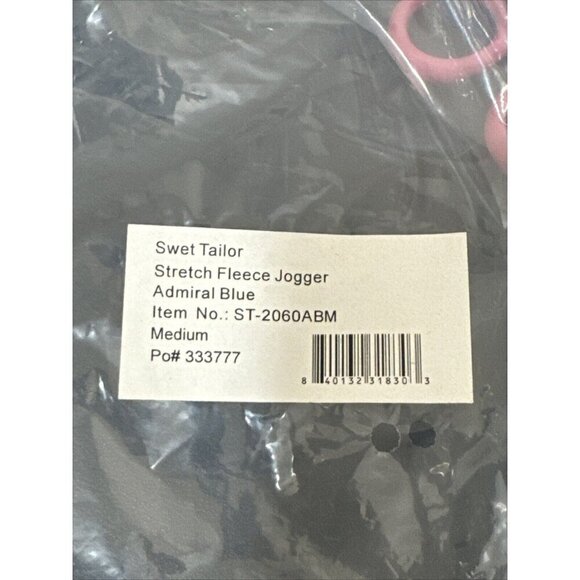 Swet Tailor
Stretch Fleece Jogger
Admiral Blue
Item No.: ST-2060ABM
Medium
Po# 333777
8 40132 31830 3